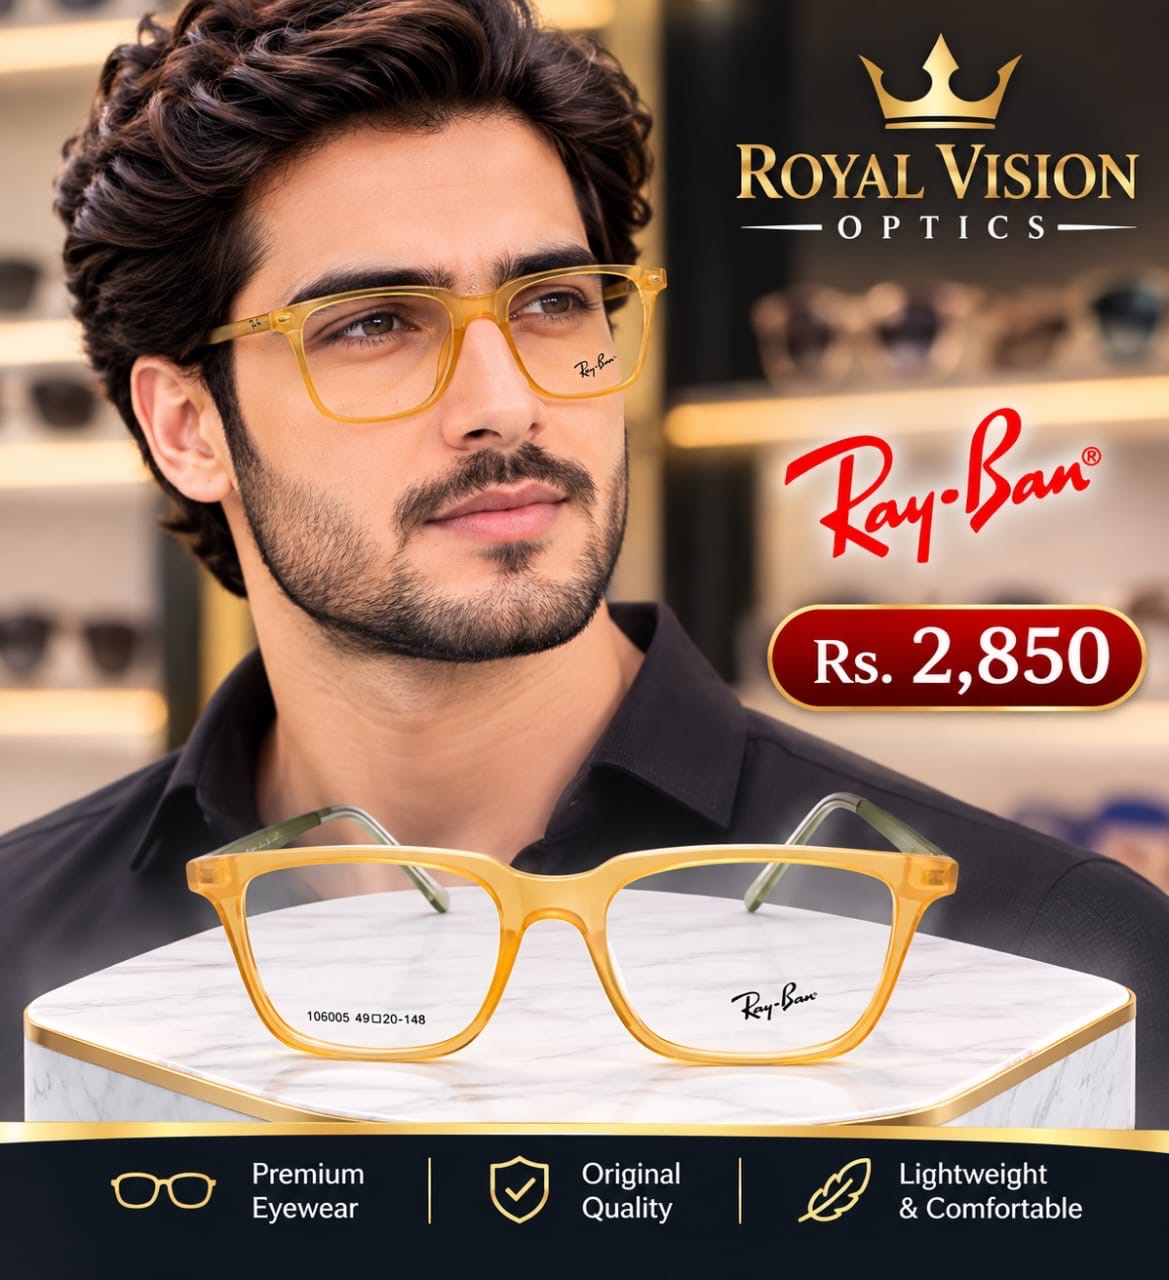 ROYAL VISION
OPTICS
Ray-Ban®
Rs. 2,850
Ray-Ban
106005 49□20-148
Ray-Ban
Premium
Eyewear
Original
Quality
Lightweight
& Comfortable